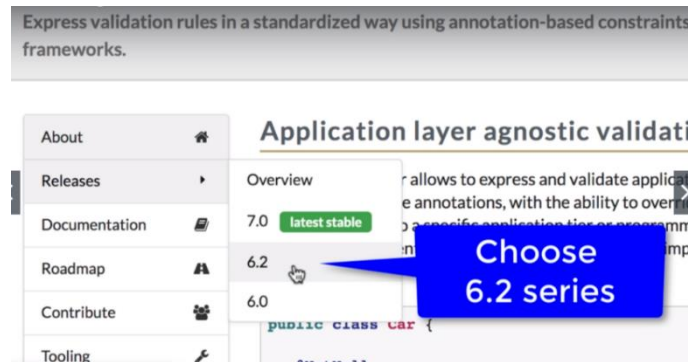 Express validation rules in a standardized way using annotation-based constraints
frameworks.
About
Releases
Documentation
Roadmap
Contribute
Tooling
Overview
7.0 latest stable
6.2
6.0
Application layer agnostic validati
r allows to express and validate applica
e annotations, with the ability to overri
Choose
6.2 series
public class Car {